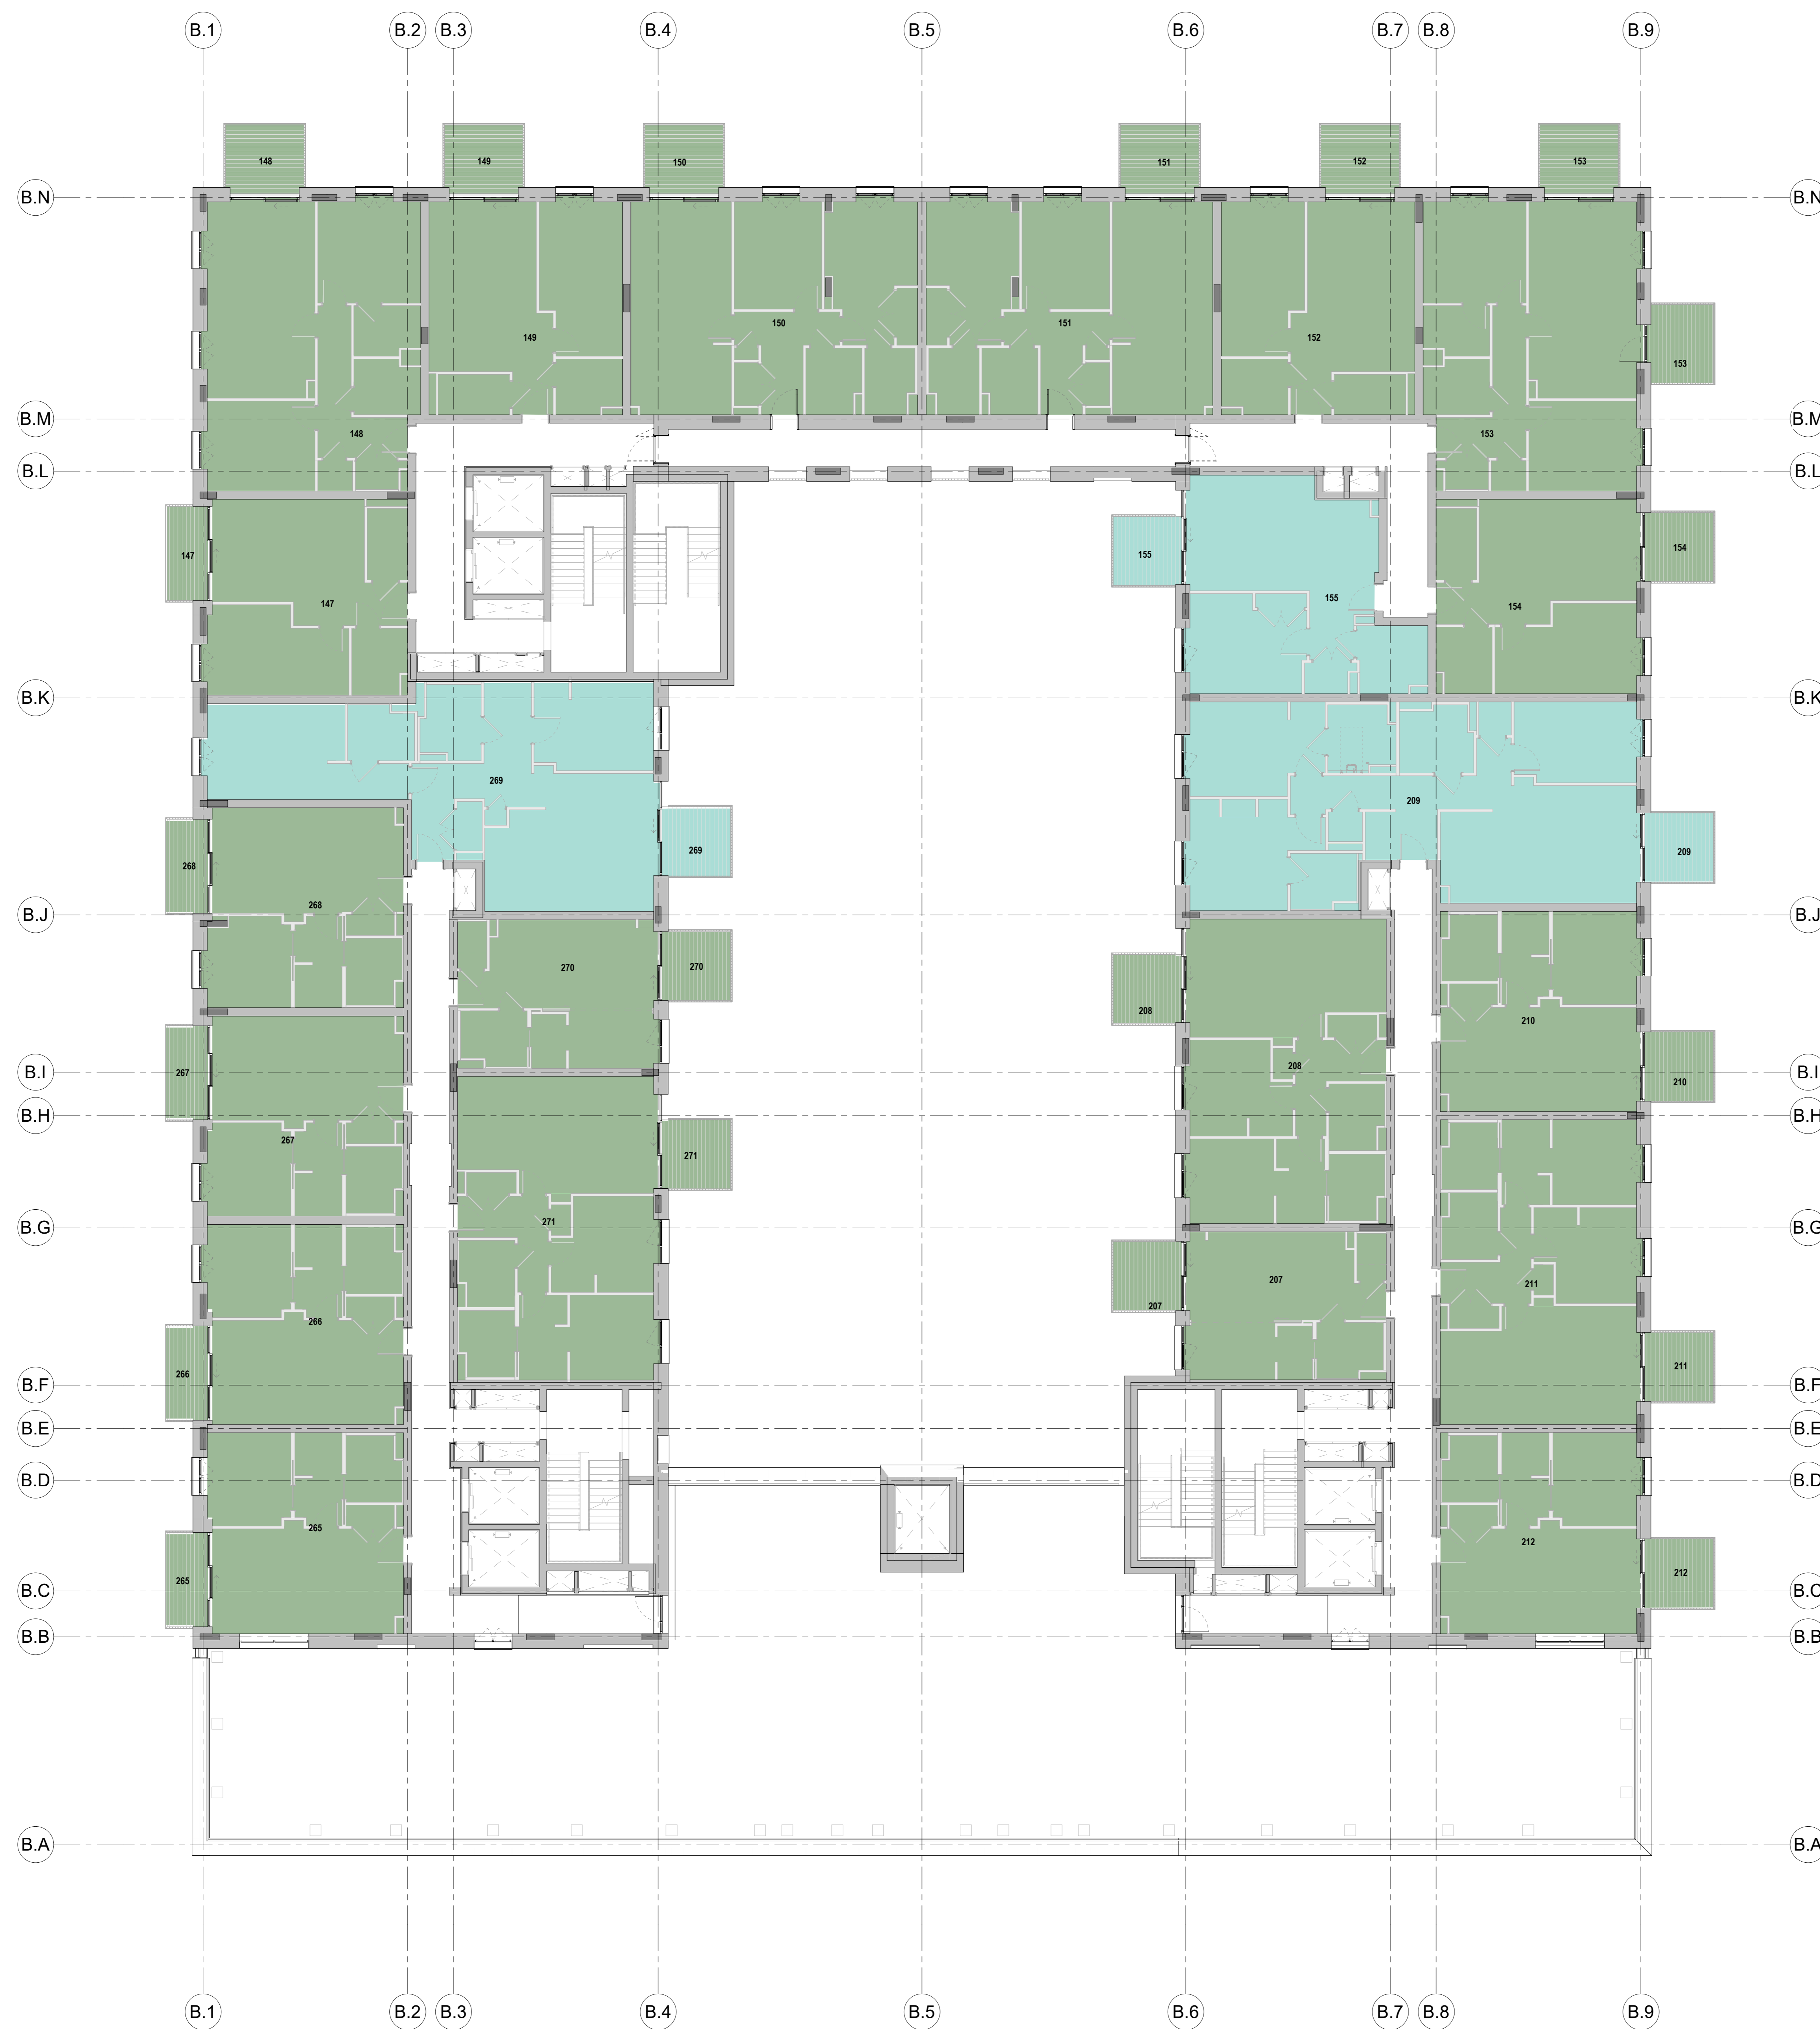 B.1 B.2 B.3 B.4 B.5 B.6 B.7 B.8 B.9
148 149 150 151 152 153
B.N B.N
150 151
149 152
153
B.M B.M
148 153
B.L B.L
147 155 154
147 155 154
B.K B.K
269 209
269 209
268
268
B.J B.J
270 270
208
210
208
267 B.I B.I
210
B.H B.H
267
271
271
B.G B.G
207
211
207
266
266 211
B.F B.F
B.E B.E
B.D B.D
265
212
265 212
B.C B.C
B.B B.B
B.A B.A
B.1 B.2 B.3 B.4 B.5 B.6 B.7 B.8 B.9